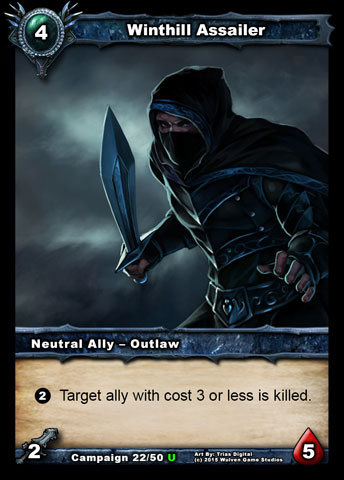 4
Winthill Assailer
Neutral Ally – Outlaw
2 Target ally with cost 3 or less is killed.
2
Campaign 22/50 U
Art By: Trias Digital
(c) 2015 Wulven Game Studios
5